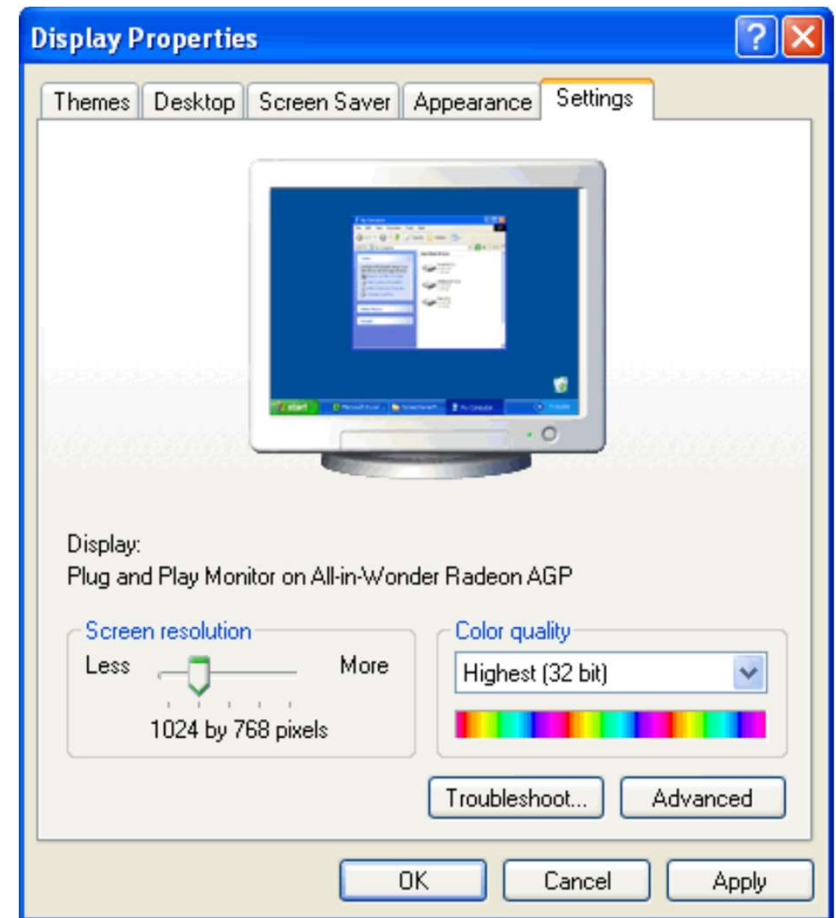 Display Properties
Themes Desktop Screen Saver Appearance Settings
start
Display:
Plug and Play Monitor on All-in-Wonder Radeon AGP
Screen resolution
Less More
1024 by 768 pixels
Color quality
Highest (32 bit)
Troubleshoot... Advanced
OK Cancel Apply